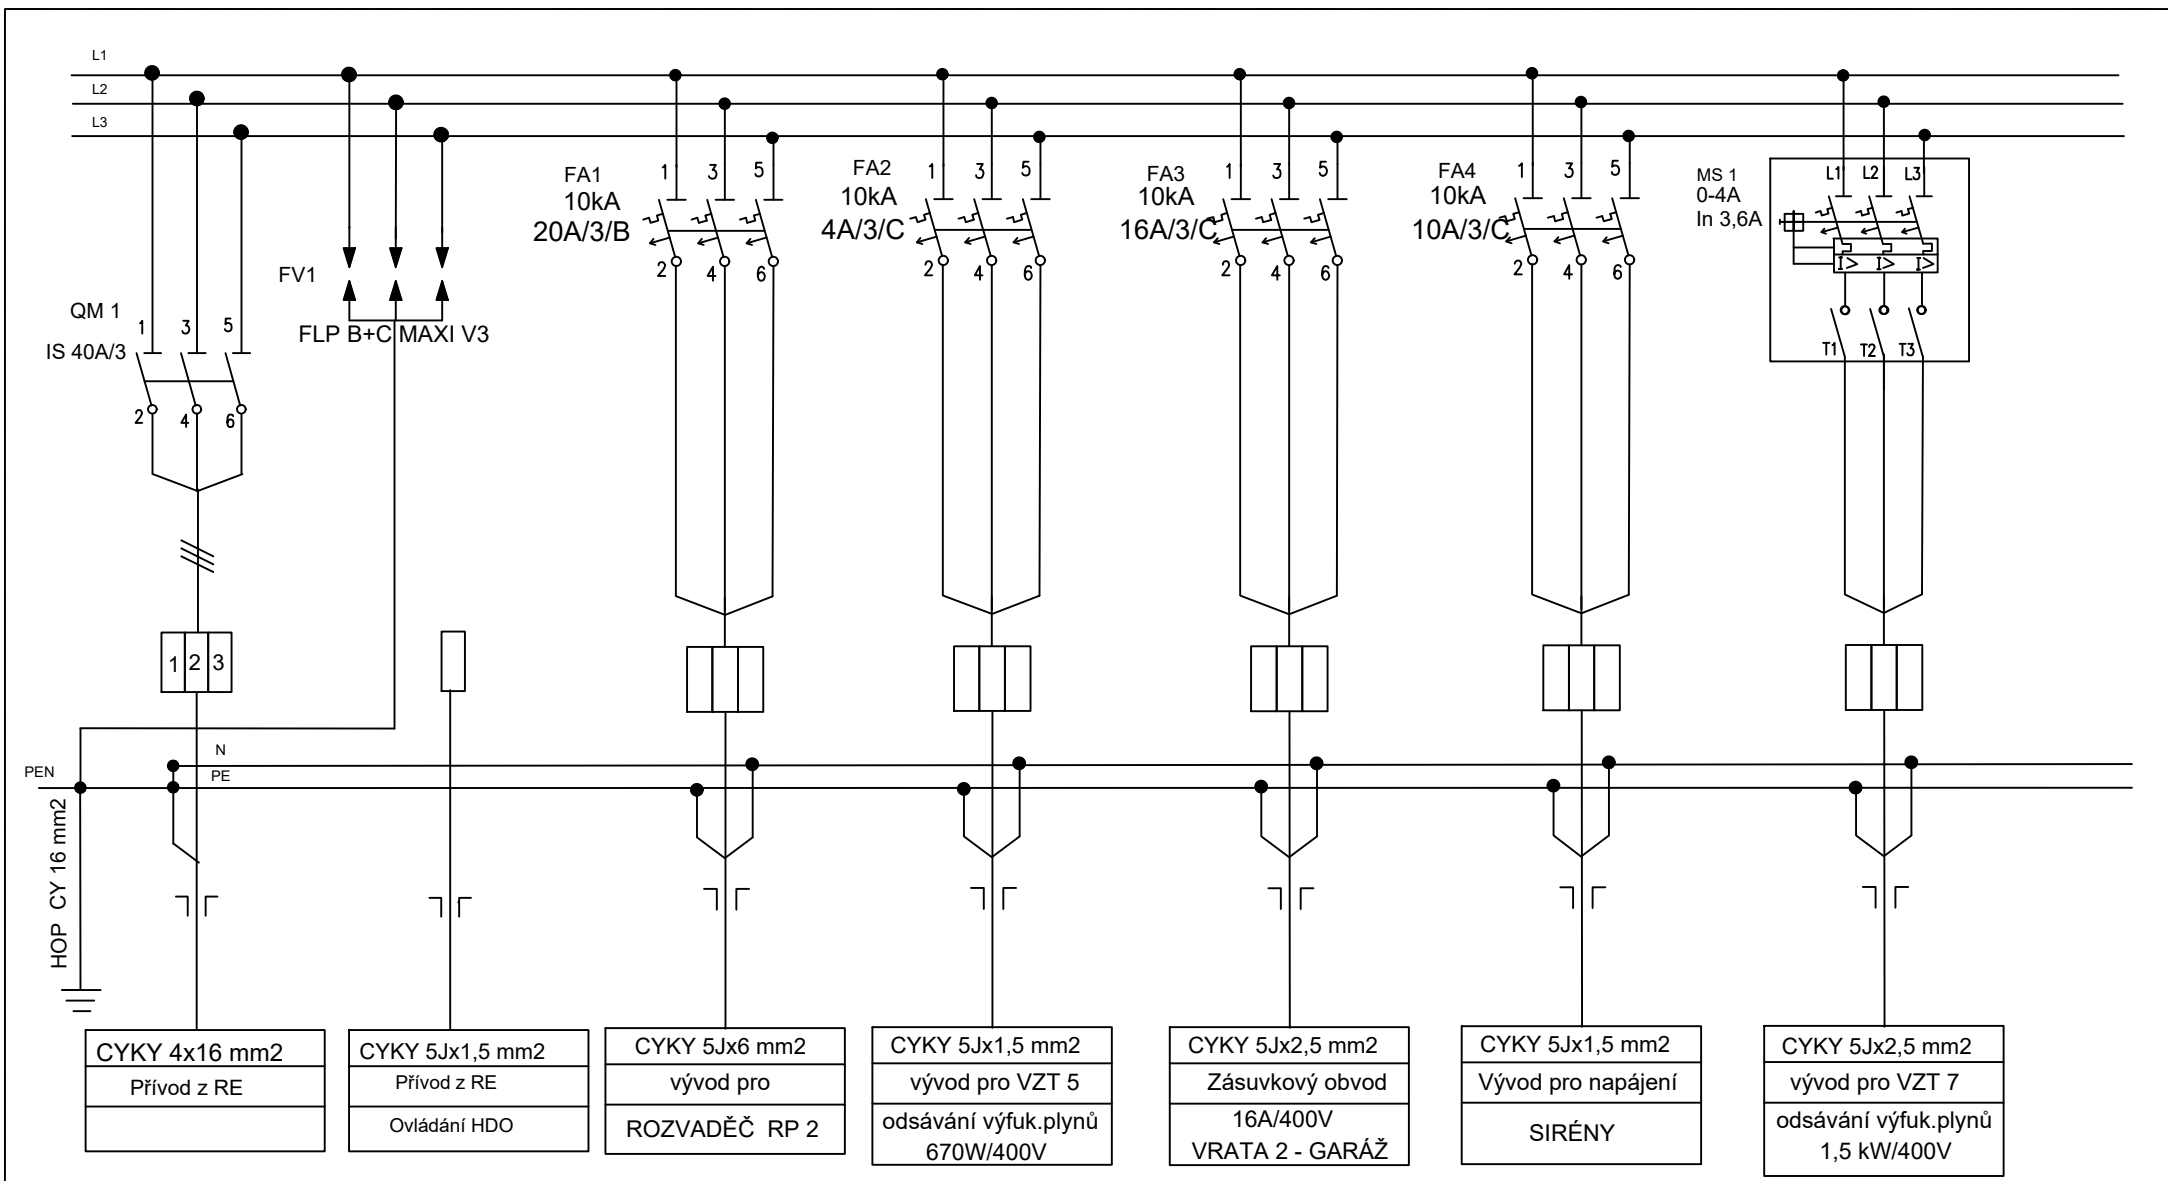 L1
L2
L3
QM 1
IS 40A/3
1 3 5
2 4 6
FV1
FLP B+C MAXI V3
FA1
10kA
20A/3/B
1 3 5
2 4 6
FA2
10kA
4A/3/C
1 3 5
2 4 6
FA3
10kA
16A/3/C
1 3 5
2 4 6
FA4
10kA
10A/3/C
1 3 5
2 4 6
MS 1
0-4A
In 3,6A
L1 L2 L3
I> I> I>
T1 T2 T3
1 2 3
N
PEN
PE
HOP CY 16 mm2
CYKY 4x16 mm2
Přívod z RE
CYKY 5Jx1,5 mm2
Přívod z RE
Ovládání HDO
CYKY 5Jx6 mm2
vývod pro
ROZVADĚČ RP 2
CYKY 5Jx1,5 mm2
vývod pro VZT 5
odsávání výfuk.plynů
670W/400V
CYKY 5Jx2,5 mm2
Zásuvkový obvod
16A/400V
VRATA 2 - GARÁŽ
CYKY 5Jx1,5 mm2
Vývod pro napájení
SIRÉNY
CYKY 5Jx2,5 mm2
vývod pro VZT 7
odsávání výfuk.plynů
1,5 kW/400V